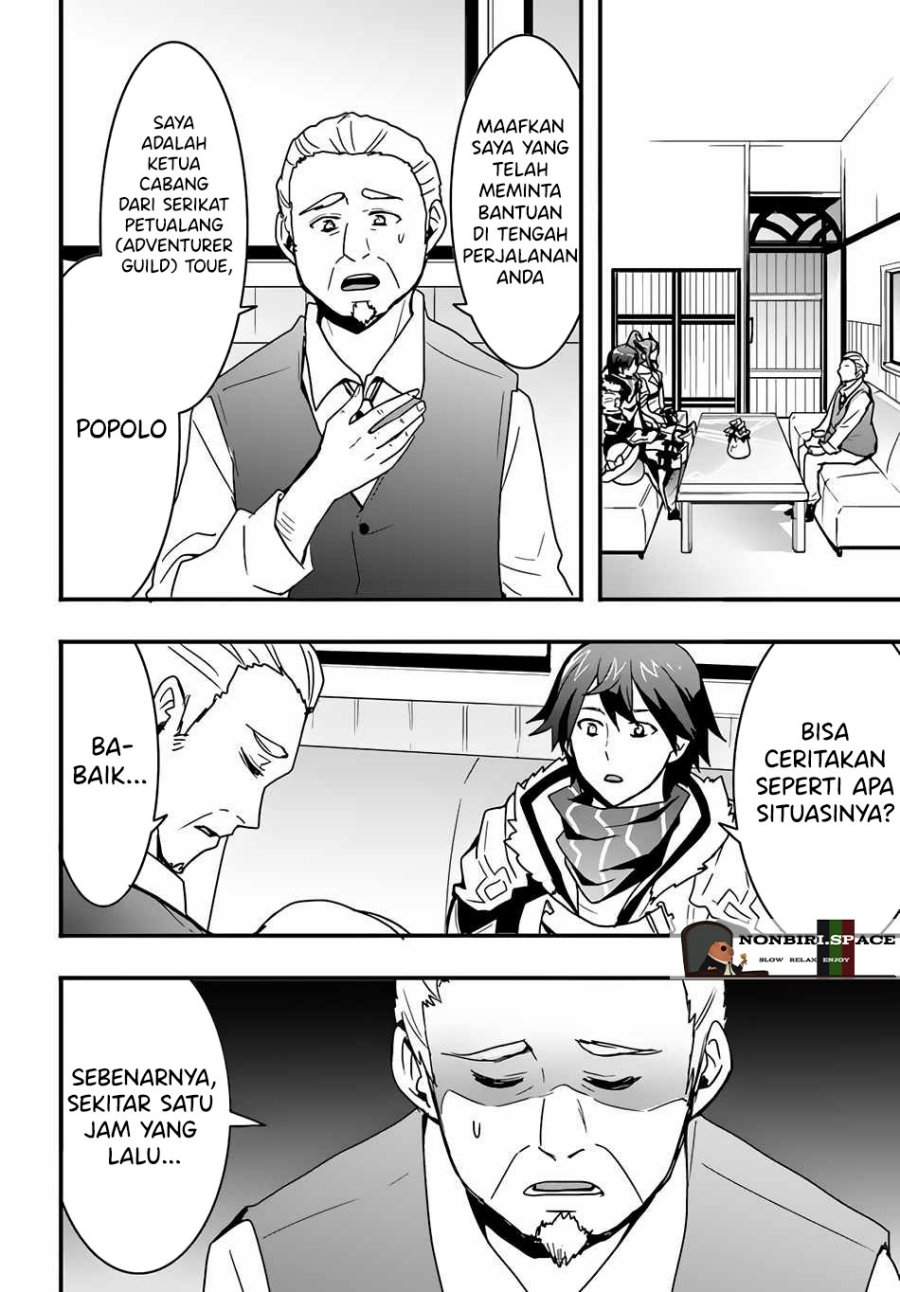 MAAFKAN
SAYA YANG
TELAH
MEMINTA
BANTUAN
DI TENGAH
PERJALANAN
ANDA
SAYA
ADALAH
KETUA
CABANG
DARI SERIKAT
PETUALANG
(ADVENTURER
GUILD) TOUE,
POPOLO
BISA
CERITAKAN
SEPERTI APA
SITUASINYA?
BA-
BAIK...
NONBIRI.SPACE
SLOW RELAX ENJOY
SEBENARNYA,
SEKITAR SATU
JAM YANG
LALU...